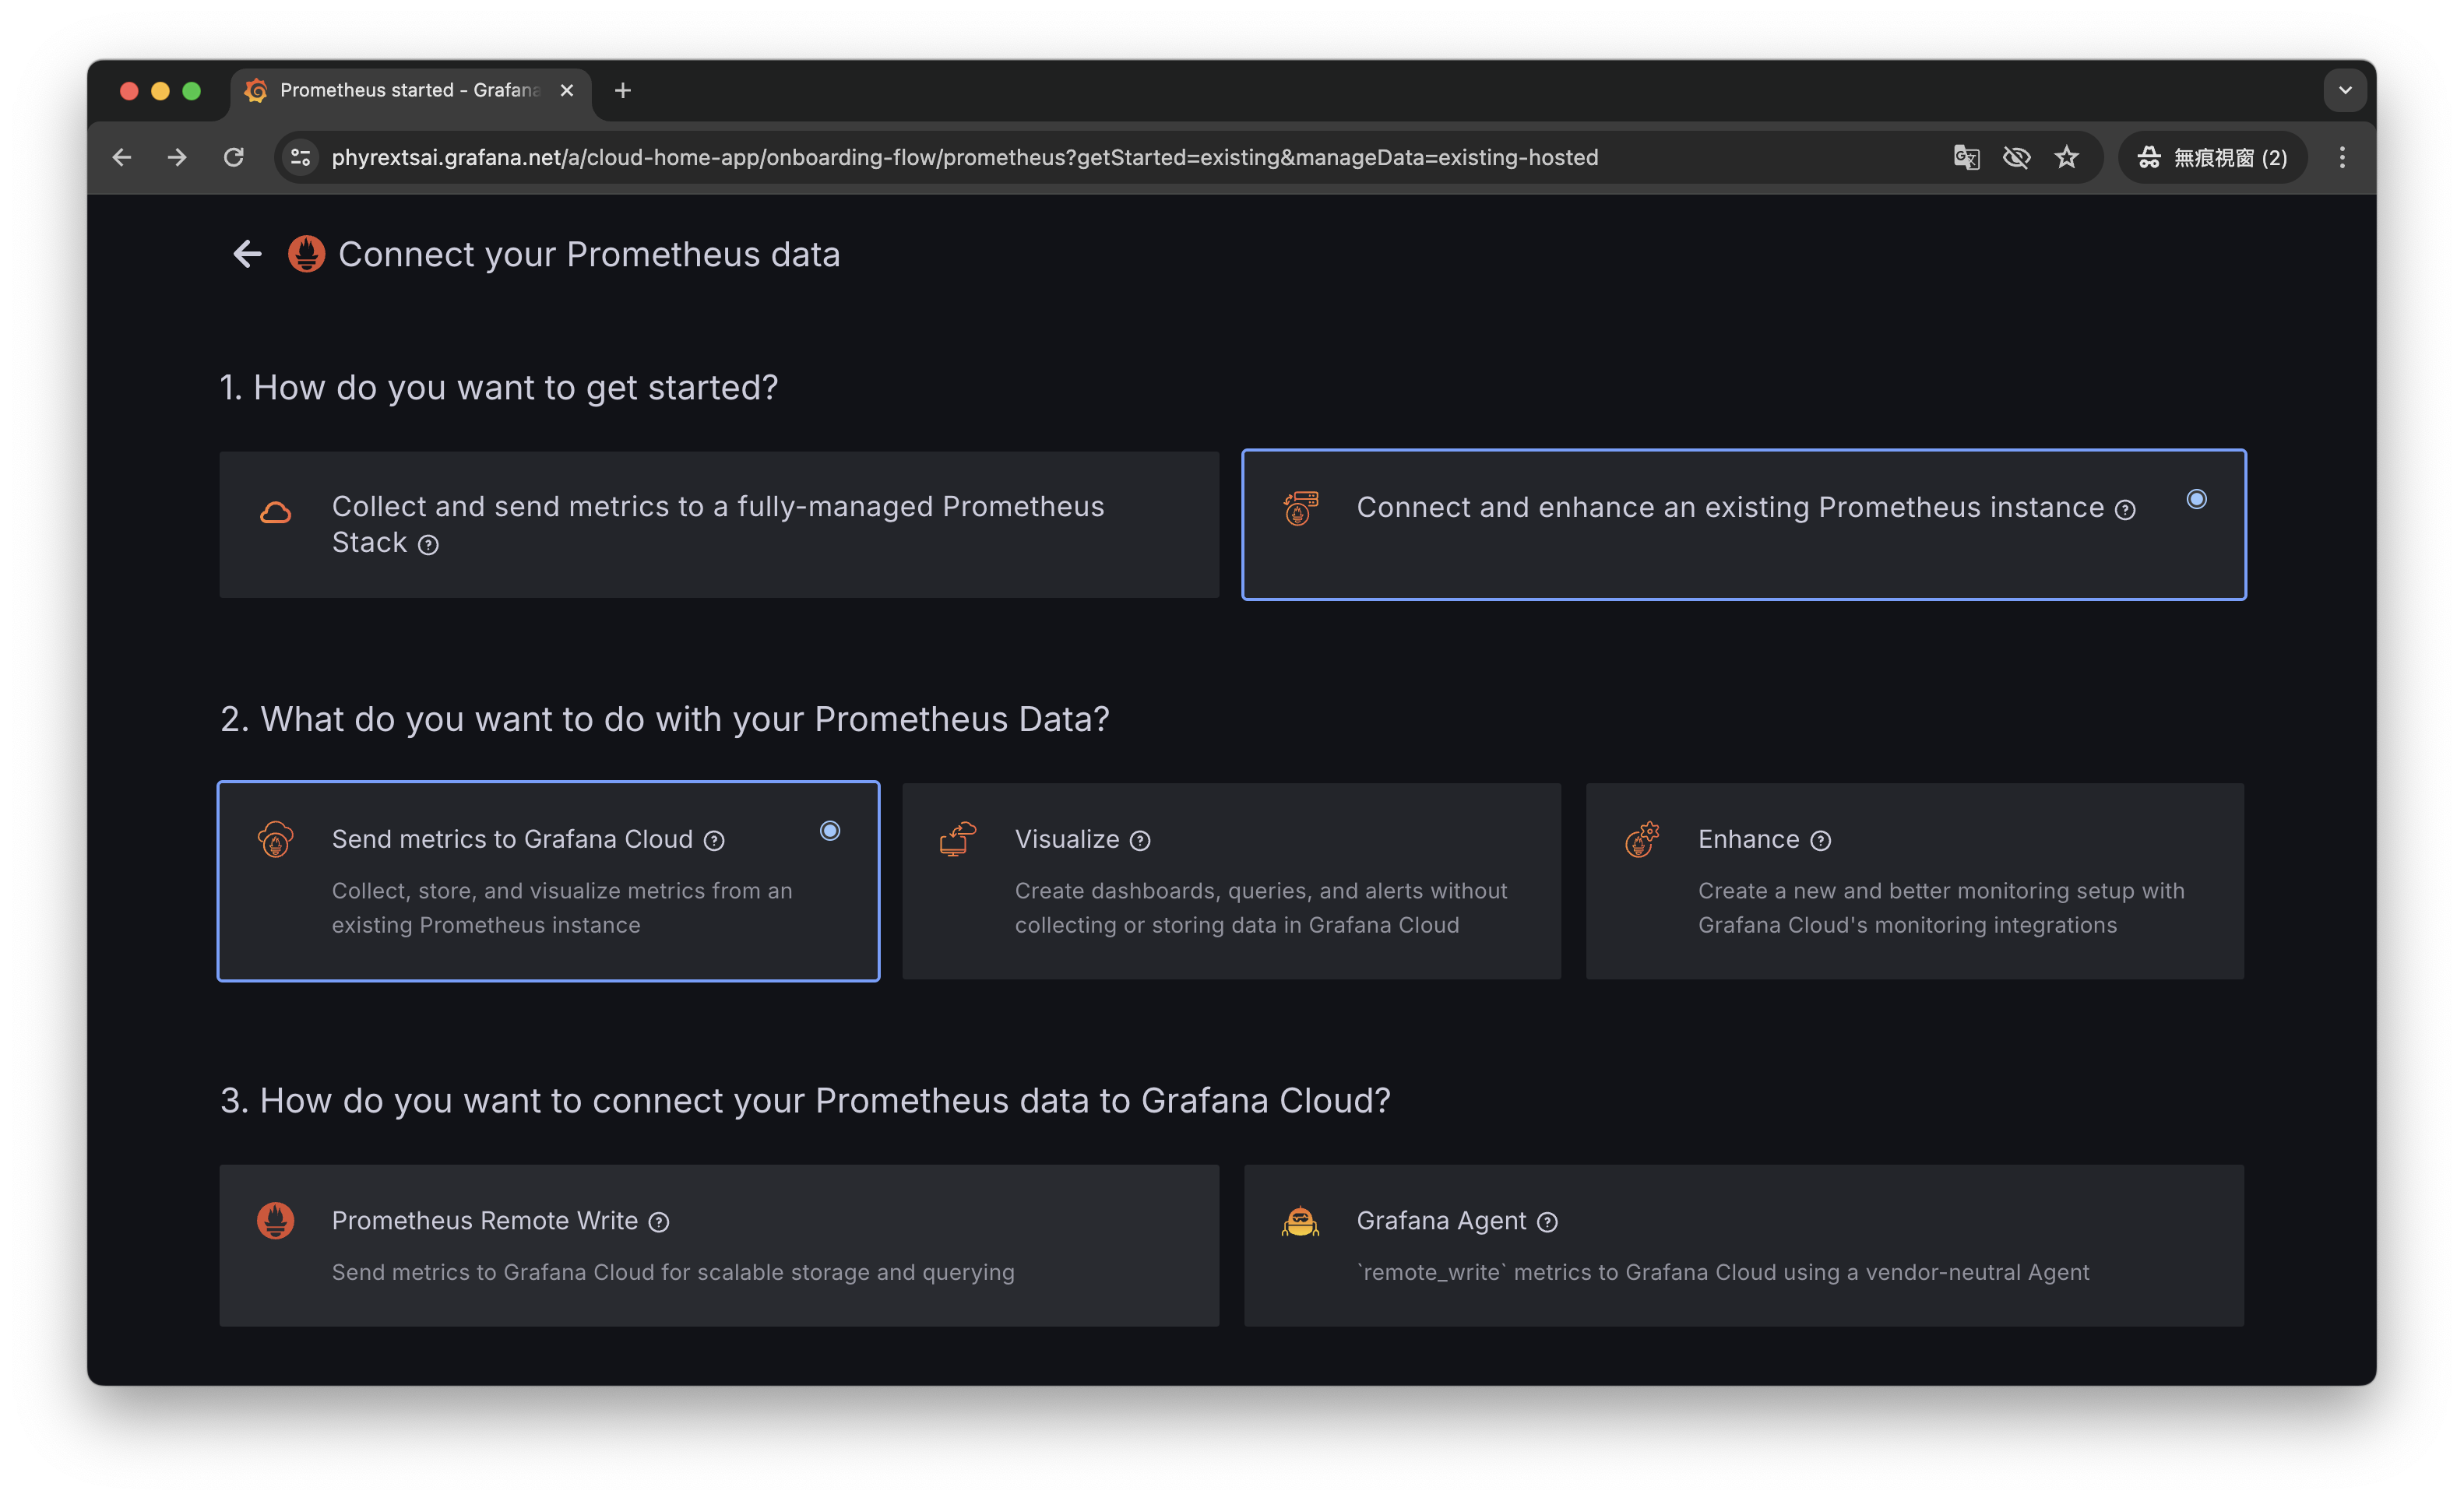 Prometheus started - Grafana
phyrextsai.grafana.net/a/cloud-home-app/onboarding-flow/prometheus?getStarted=existing&manageData=existing-hosted
無痕視窗 (2)
Connect your Prometheus data
1. How do you want to get started?
Collect and send metrics to a fully-managed Prometheus
Stack
Connect and enhance an existing Prometheus instance
2. What do you want to do with your Prometheus Data?
Send metrics to Grafana Cloud
Collect, store, and visualize metrics from an
existing Prometheus instance
Visualize
Create dashboards, queries, and alerts without
collecting or storing data in Grafana Cloud
Enhance
Create a new and better monitoring setup with
Grafana Cloud's monitoring integrations
3. How do you want to connect your Prometheus data to Grafana Cloud?
Prometheus Remote Write
Send metrics to Grafana Cloud for scalable storage and querying
Grafana Agent
`remote_write` metrics to Grafana Cloud using a vendor-neutral Agent